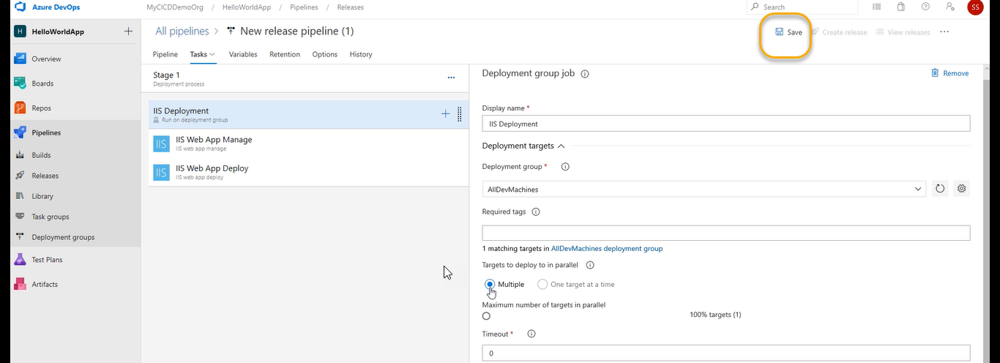 Azure DevOps
MyCICDDemoOrg / HelloWorldApp / Pipelines / Releases
Search
SS
H HelloWorldApp
All pipelines > New release pipeline (1)
Save Create release View releases ...
Pipeline Tasks Variables Retention Options History
Overview
Boards
Repos
Pipelines
Builds
Releases
Library
Task groups
Deployment groups
Test Plans
Artifacts
Stage 1
Deployment process
...
IIS Deployment
Run on deployment group
IIS IIS Web App Manage
IIS web app manage
IIS IIS Web App Deploy
IIS web app deploy
Deployment group job
Remove
Display name *
IIS Deployment
Deployment targets
Deployment group *
AllDevMachines
Required tags
1 matching targets in AllDevMachines deployment group
Targets to deploy to in parallel
Multiple One target at a time
Maximum number of targets in parallel
100% targets (1)
Timeout *
0